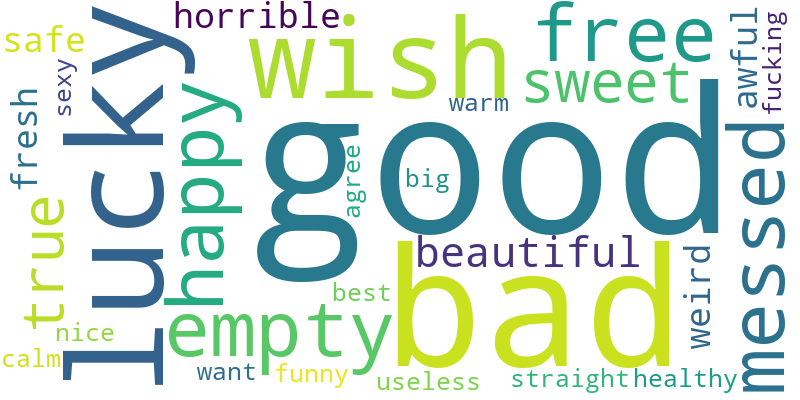 horrible
safe
wish
free
lucky
sexy
sweet
awful
fucking
warm
fresh
happy
good
agree
big
messed
true
beautiful
bad
weird
best
empty
nice
calm
want
funny
useless
straight
healthy